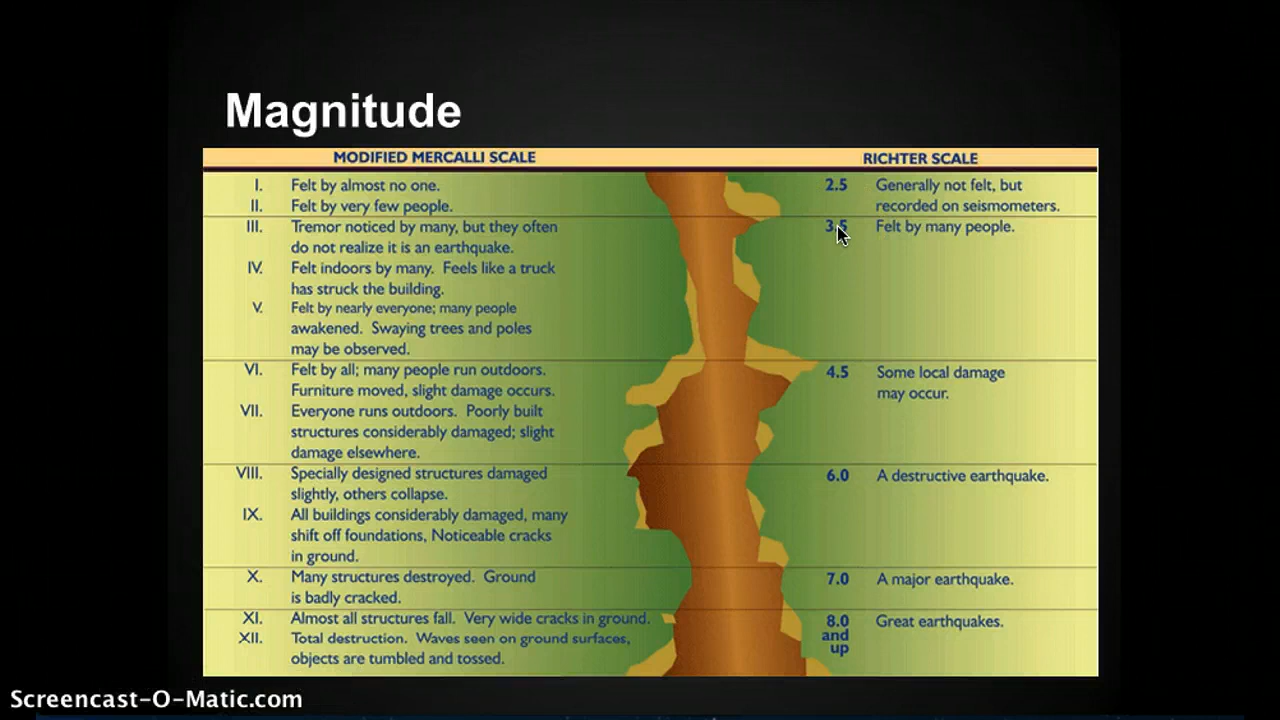 Magnitude
MODIFIED MERCALLI SCALE
RICHTER SCALE
I. Felt by almost no one.
II. Felt by very few people.
2.5 Generally not felt, but
recorded on seismometers.
III. Tremor noticed by many, but they often
do not realize it is an earthquake.
IV. Felt indoors by many. Feels like a truck
has struck the building.
V. Felt by nearly everyone; many people
awakened. Swaying trees and poles
may be observed.
3.5 Felt by many people.
VI. Felt by all; many people run outdoors.
Furniture moved, slight damage occurs.
VII. Everyone runs outdoors. Poorly built
structures considerably damaged; slight
damage elsewhere.
4.5 Some local damage
may occur.
VIII. Specially designed structures damaged
slightly, others collapse.
IX. All buildings considerably damaged, many
shift off foundations, Noticeable cracks
in ground.
6.0 A destructive earthquake.
X. Many structures destroyed. Ground
is badly cracked.
7.0 A major earthquake.
XI. Almost all structures fall. Very wide cracks in ground.
XII. Total destruction. Waves seen on ground surfaces,
objects are tumbled and tossed.
8.0 Great earthquakes.
and
up
Screencast-O-Matic.com